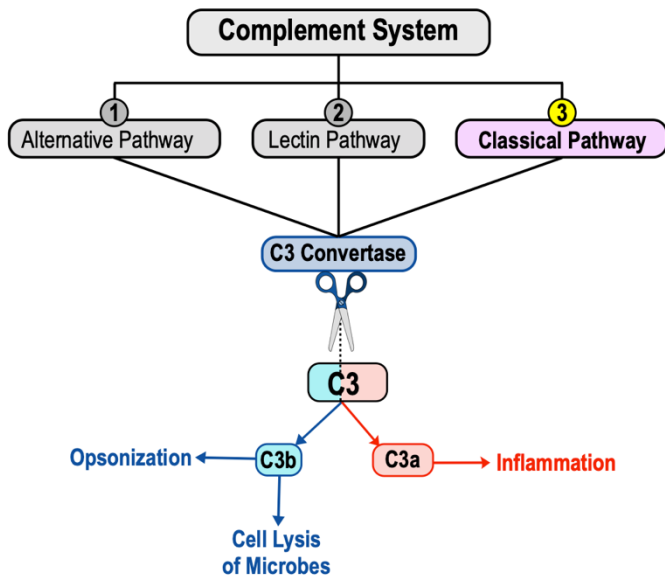 Complement System
1
2
3
Alternative Pathway
Lectin Pathway
Classical Pathway
C3 Convertase
C3
C3b
C3a
Opsonization
Inflammation
Cell Lysis
of Microbes